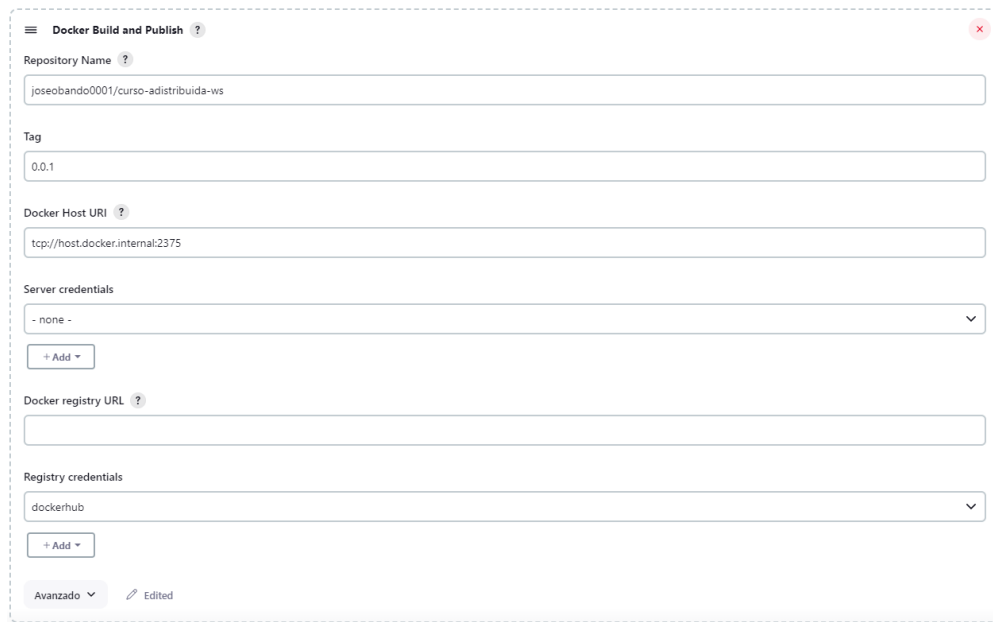 Docker Build and Publish ?
Repository Name ?
joseobando0001/curso-adistribuida-ws
Tag
0.0.1
Docker Host URI ?
tcp://host.docker.internal:2375
Server credentials
- none -
+ Add
Docker registry URL ?
Registry credentials
dockerhub
+ Add
Avanzado Edited